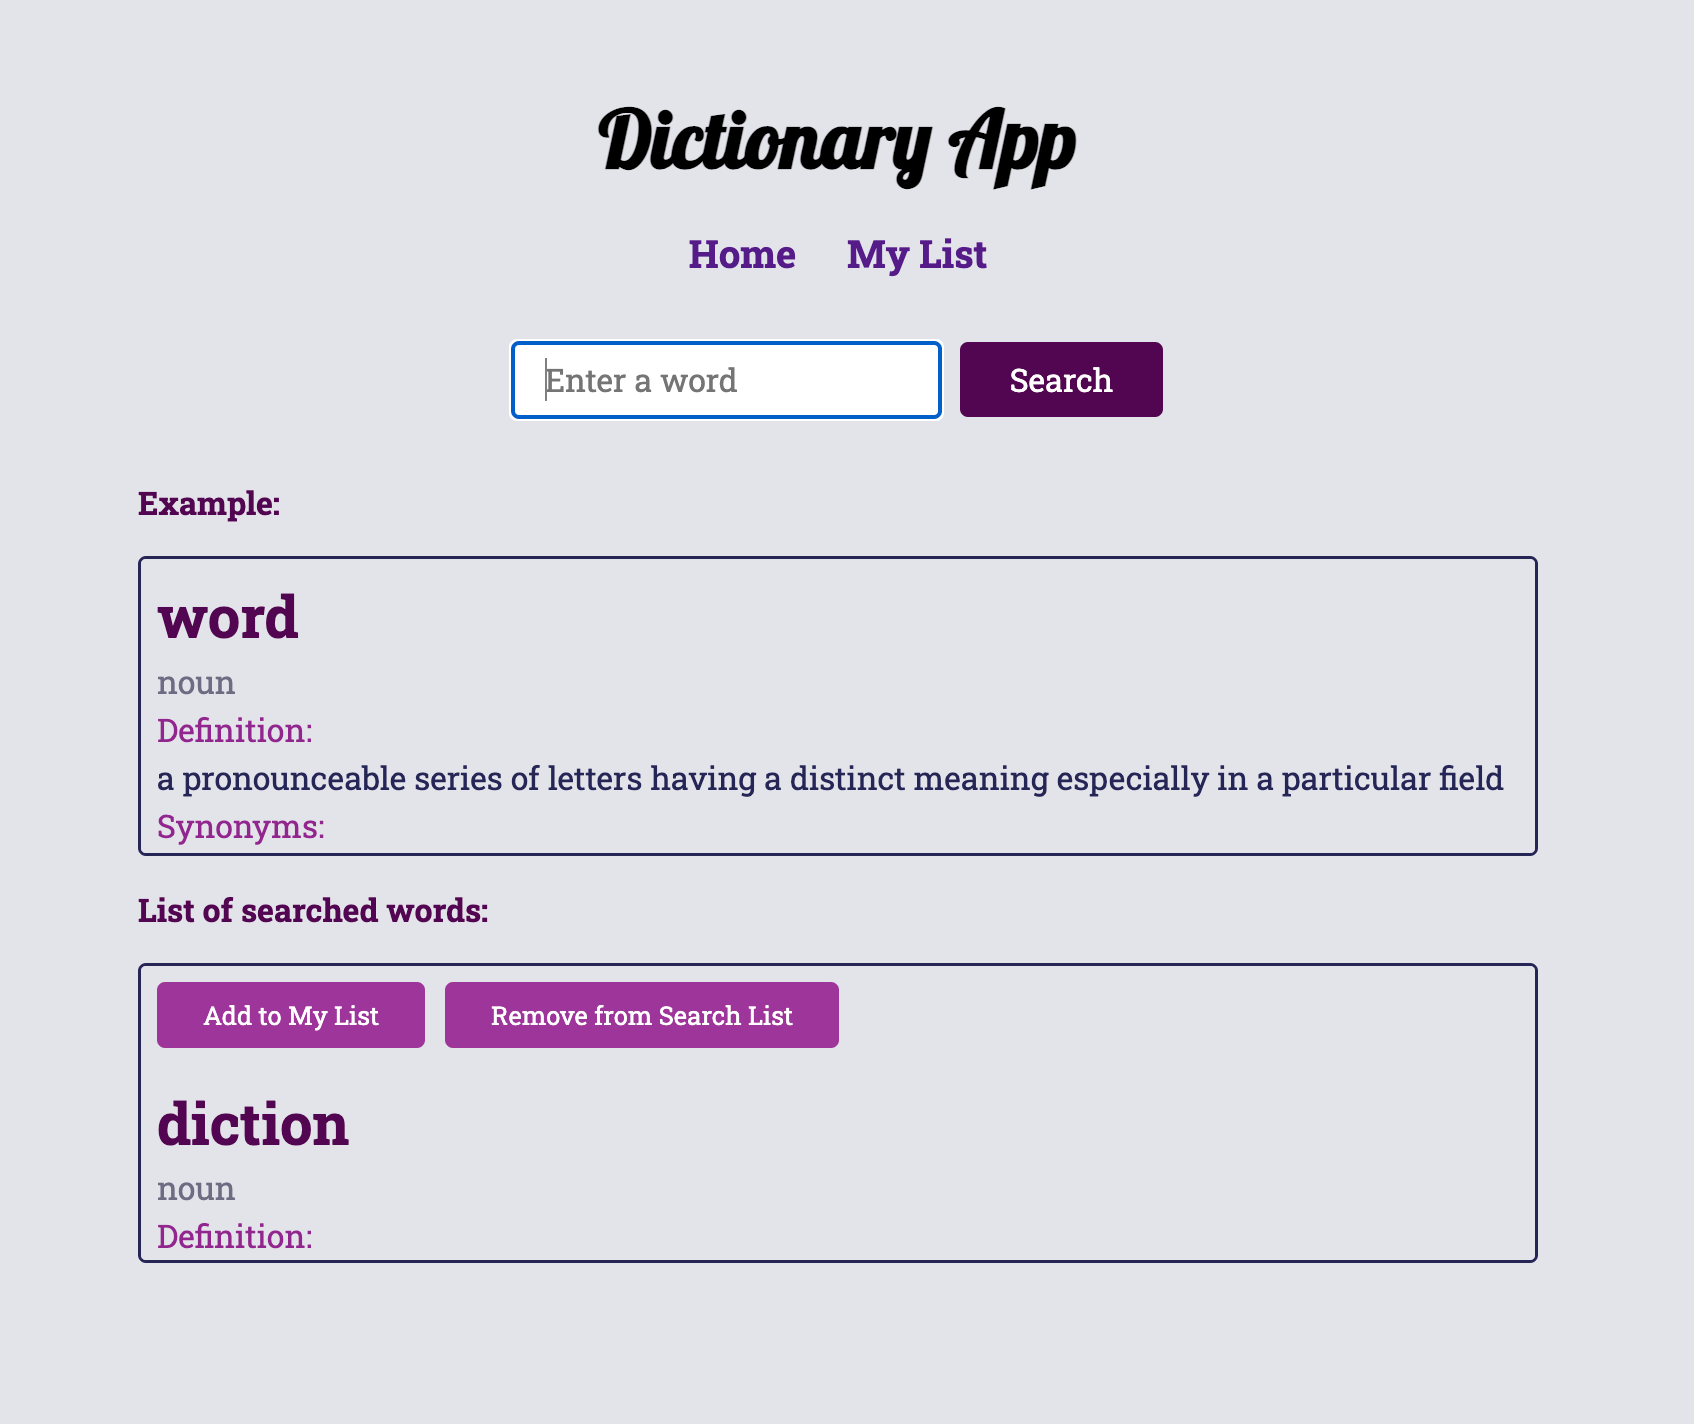 Dictionary App
Home My List
Enter a word Search
Example:
word
noun
Definition:
a pronounceable series of letters having a distinct meaning especially in a particular field
Synonyms:
List of searched words:
Add to My List Remove from Search List
diction
noun
Definition: